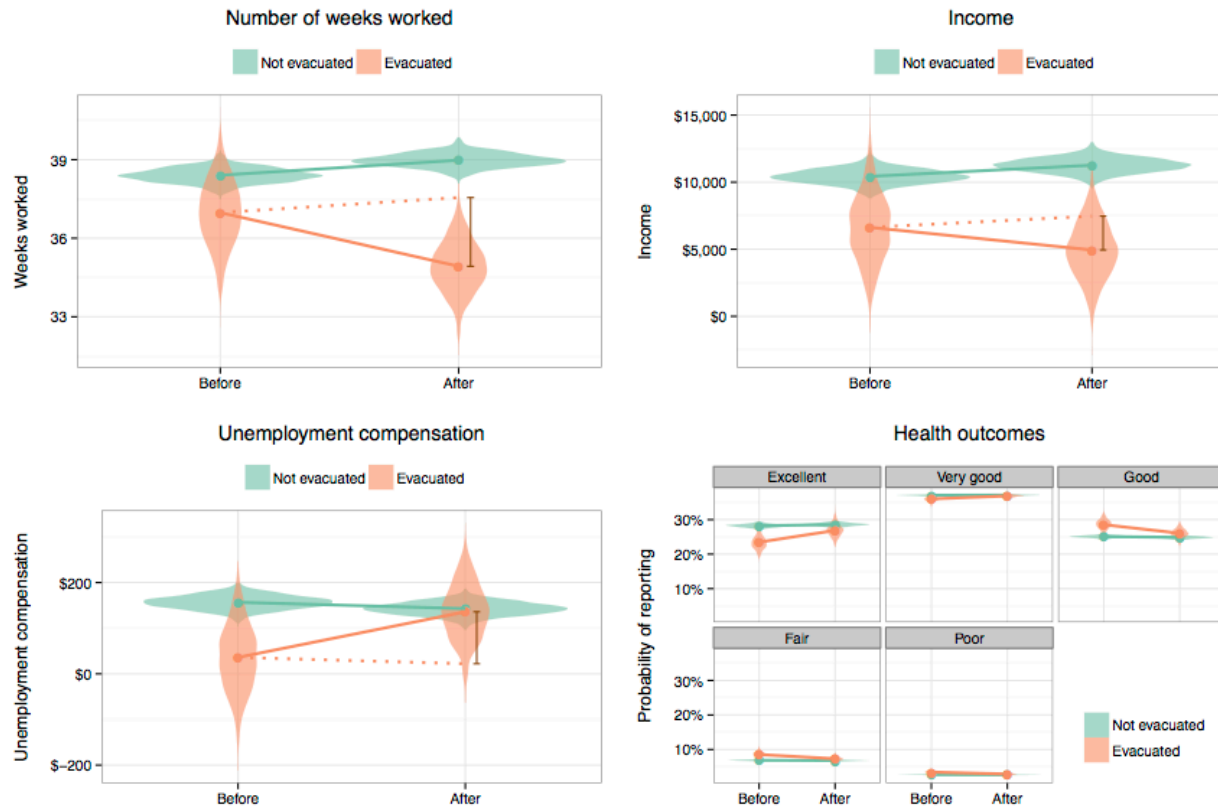 Number of weeks worked
Not evacuated Evacuated
Weeks worked
39
36
33
Before After
Income
Not evacuated Evacuated
Income
$15,000
$10,000
$5,000
$0
Before After
Unemployment compensation
Not evacuated Evacuated
Unemployment compensation
$200
$0
$-200
Before After
Health outcomes
Probability of reporting
Excellent Very good Good
30%
20%
10%
Fair Poor
30%
20%
10%
Before After Before After
Not evacuated
Evacuated